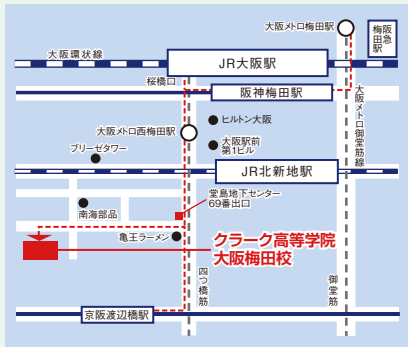 大阪メトロ梅田駅
阪急
梅田駅
大阪環状線
JR大阪駅
桜橋口
阪神梅田駅
大阪メトロ御堂筋線
ヒルトン大阪
大阪メトロ西梅田駅
大阪駅前
第1ビル
ブリーゼタワー
JR北新地駅
堂島地下センター
69番出口
南海部品
亀王ラーメン
クラーク高等学院
大阪梅田校
四つ橋筋
御堂筋
京阪渡辺橋駅